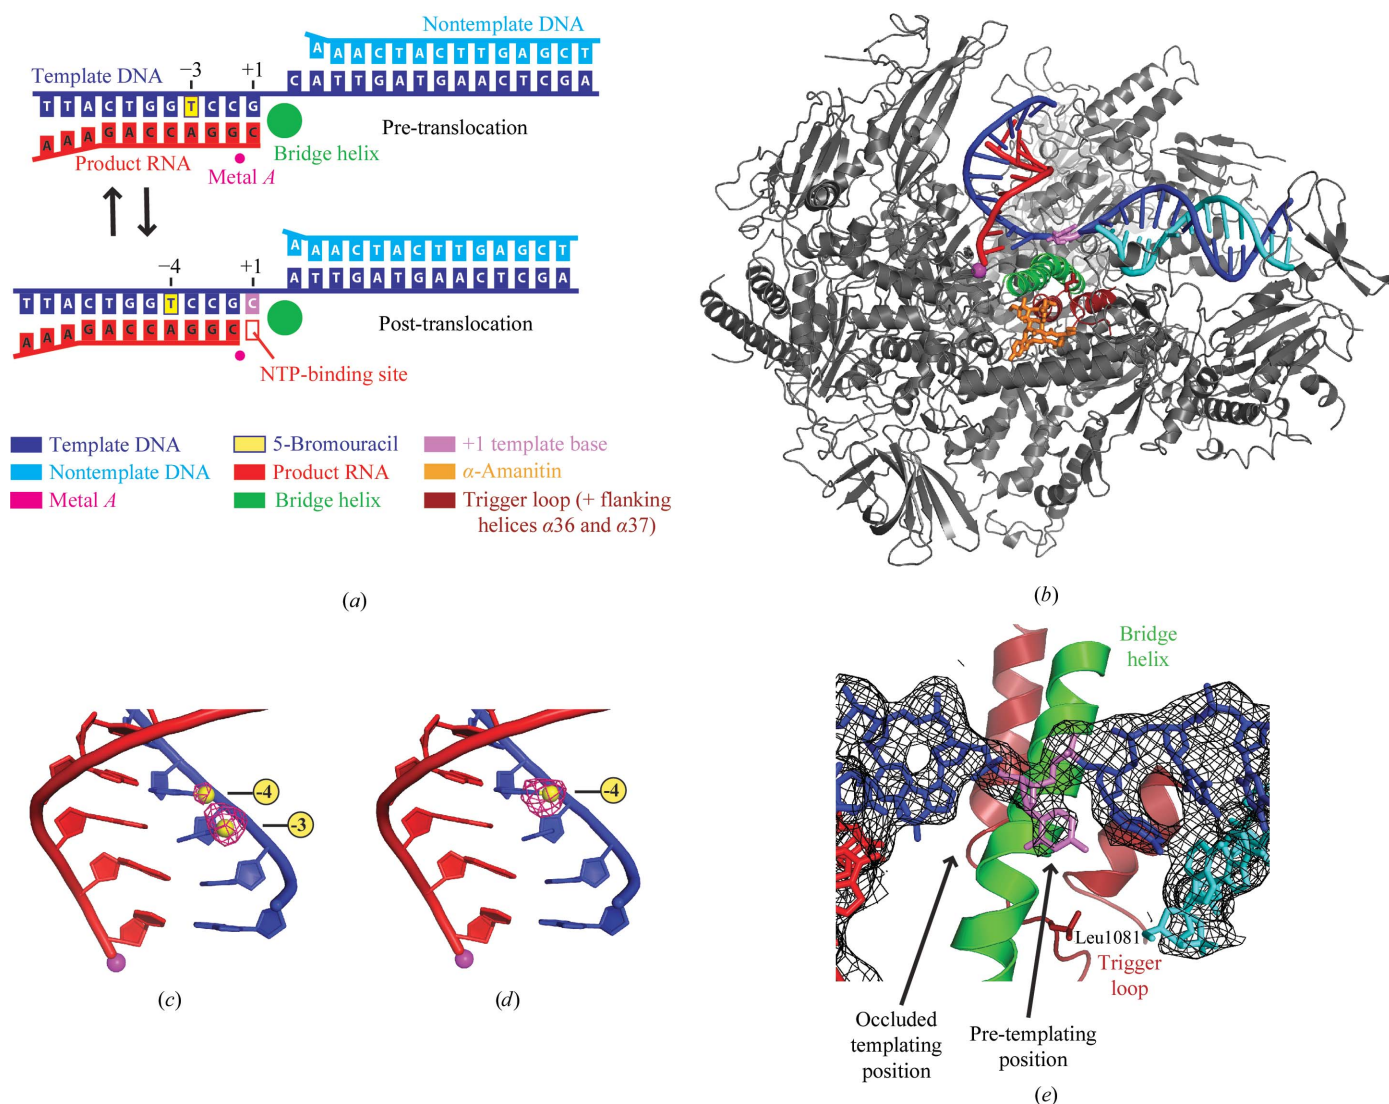 Nontemplate DNA
A A A C T A C T T G A G C T
Template DNA
−3
+1
C A T T G A T G A A C T C G A
T T A C T G G T C C G
A A A G A C C A G G C
Pre-translocation
Product RNA
Bridge helix
Metal A
A A A C T A C T T G A G C T
−4
+1
A T T G A T G A A C T C G A
T T A C T G G T C C G C
A A A G A C C A G G C
Post-translocation
NTP-binding site
Template DNA
5-Bromouracil
+1 template base
Nontemplate DNA
Product RNA
α-Amanitin
Metal A
Bridge helix
Trigger loop (+ flanking
helices α36 and α37)
(a)
(b)
-4
-3
(c)
-4
(d)
Bridge
helix
Leu1081
Trigger
loop
Occluded
templating
position
Pre-templating
position
(e)